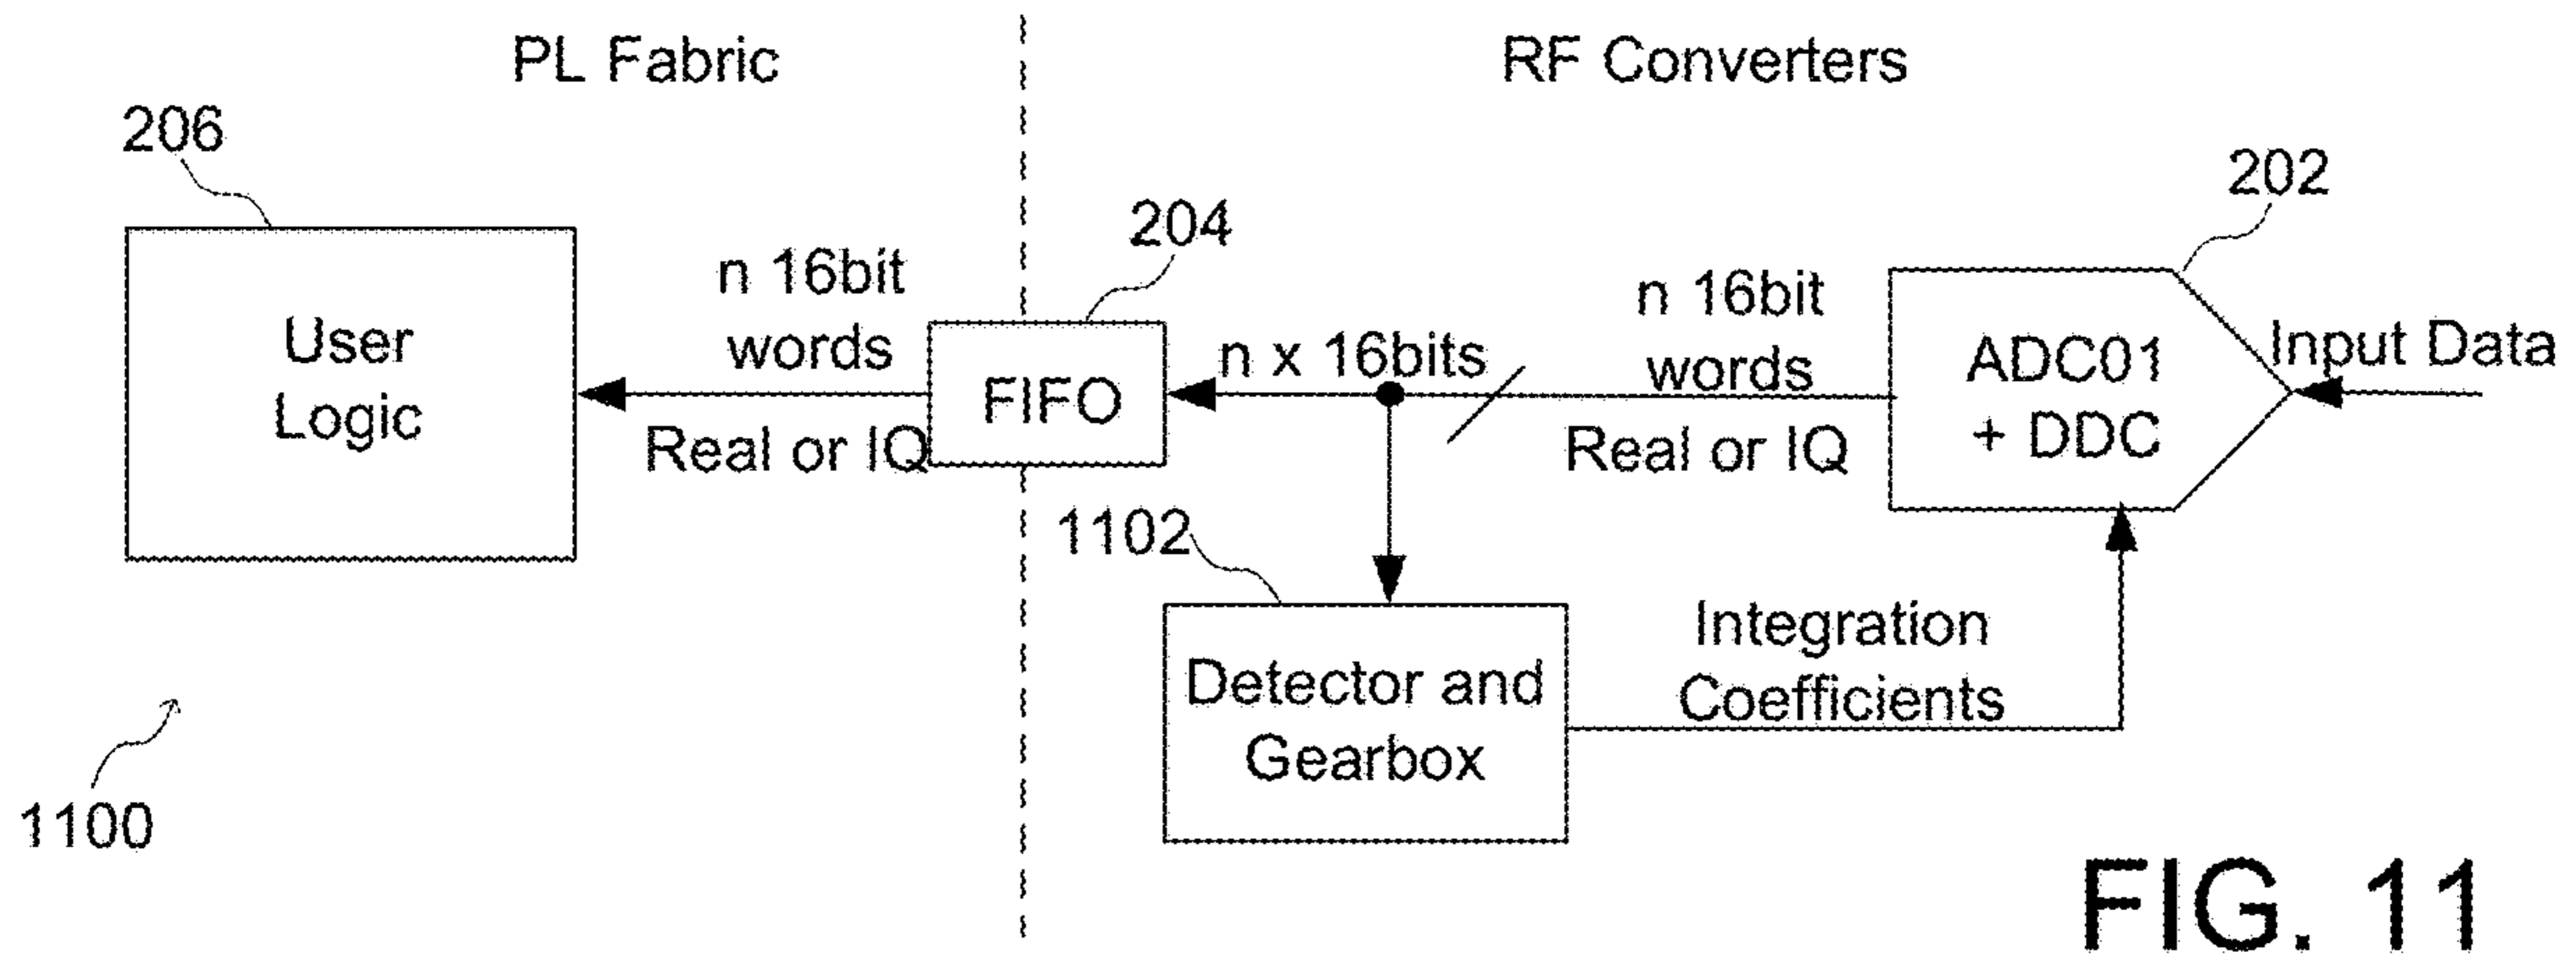 PL Fabric
RF Converters
206
202
204
n 16bit
words
n 16bit
words
User
Logic
FIFO
n x 16bits
ADC01
+ DDC
Input Data
Real or IQ
Real or IQ
1102
Detector and
Gearbox
Integration
Coefficients
1100
FIG. 11